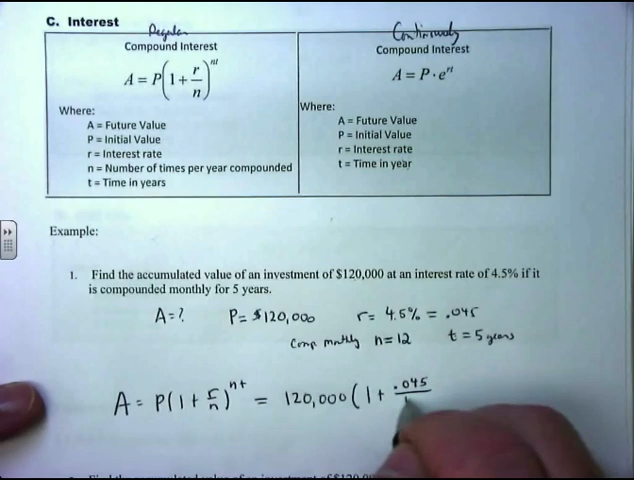 C. Interest
Regular
Compound Interest
A = P(1 + r/n)^nt
Where:
A = Future Value
P = Initial Value
r = Interest rate
n = Number of times per year compounded
t = Time in years
Continuously
Compound Interest
A = P · e^rt
Where:
A = Future Value
P = Initial Value
r = Interest rate
t = Time in year
Example:
1. Find the accumulated value of an investment of $120,000 at an interest rate of 4.5% if it
is compounded monthly for 5 years.
A = ? P = $120,000 r = 4.5% = .045
Comp monthly n = 12 t = 5 years
A = P(1 + r/n)^nt = 120,000 (1 + .045